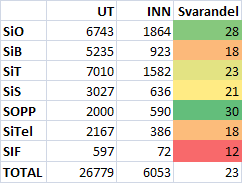 UT INN Svarandel
SiO 6743 1864 28
SiB 5235 923 18
SiT 7010 1582 23
SiS 3027 636 21
SOPP 2000 590 30
SiTel 2167 386 18
SIF 597 72 12
TOTAL 26779 6053 23